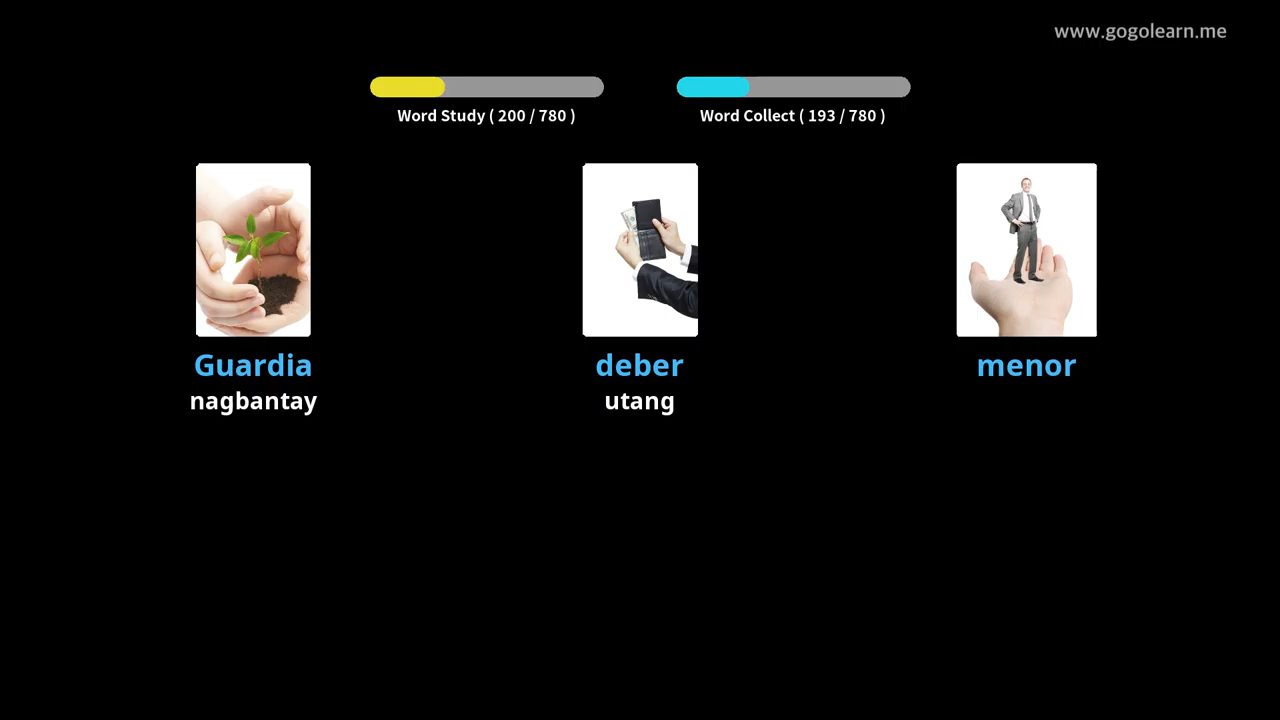 www.gogolearn.me
Word Study ( 200 / 780 )
Word Collect ( 193 / 780 )
Guardia
nagbantay
deber
utang
menor